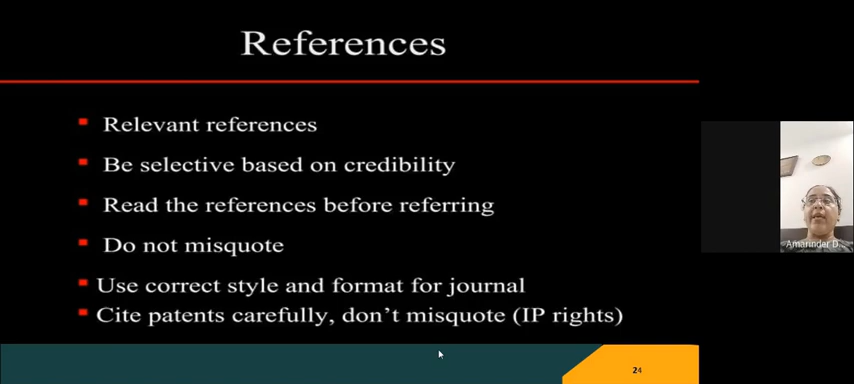 References
Relevant references
Be selective based on credibility
Read the references before referring
Do not misquote
Use correct style and format for journal
Cite patents carefully, don't misquote (IP rights)
Amarinder D...
24